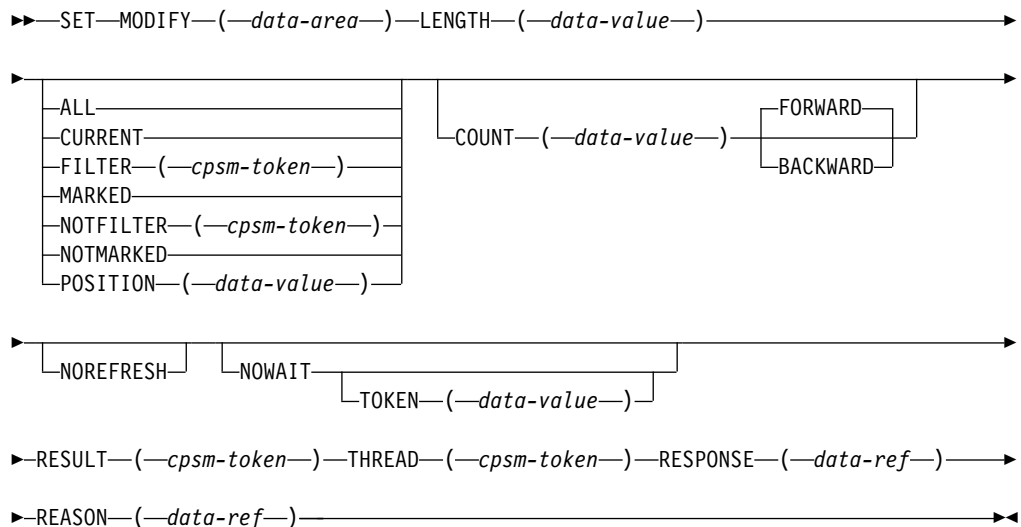 SET MODIFY ( data-area ) LENGTH ( data-value )
ALL
CURRENT
FILTER ( cpsm-token )
MARKED
NOTFILTER ( cpsm-token )
NOTMARKED
POSITION ( data-value )
FORWARD
COUNT ( data-value )
BACKWARD
NOREFRESH NOWAIT
TOKEN ( data-value )
RESULT ( cpsm-token ) THREAD ( cpsm-token ) RESPONSE ( data-ref )
REASON ( data-ref )